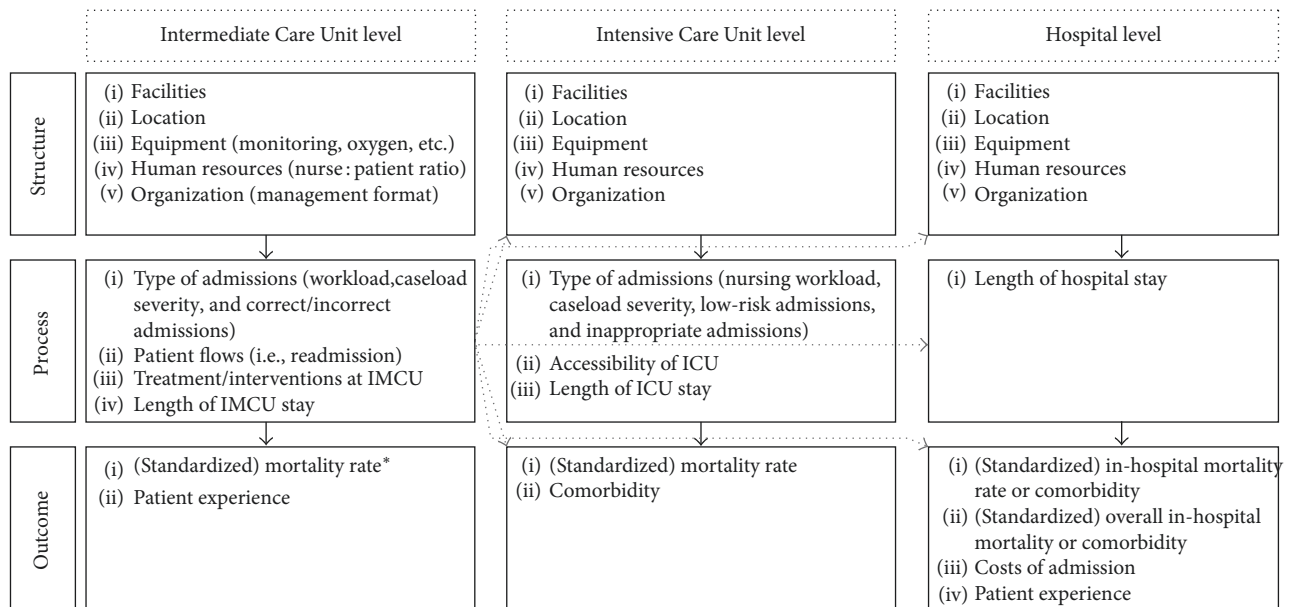 Intermediate Care Unit level
Intensive Care Unit level
Hospital level
Structure
(i) Facilities
(ii) Location
(iii) Equipment (monitoring, oxygen, etc.)
(iv) Human resources (nurse : patient ratio)
(v) Organization (management format)
(i) Facilities
(ii) Location
(iii) Equipment
(iv) Human resources
(v) Organization
(i) Facilities
(ii) Location
(iii) Equipment
(iv) Human resources
(v) Organization
Process
(i) Type of admissions (workload,caseload
severity, and correct/incorrect
admissions)
(ii) Patient flows (i.e., readmission)
(iii) Treatment/interventions at IMCU
(iv) Length of IMCU stay
(i) Type of admissions (nursing workload,
caseload severity, low-risk admissions,
and inappropriate admissions)
(ii) Accessibility of ICU
(iii) Length of ICU stay
(i) Length of hospital stay
Outcome
(i) (Standardized) mortality rate*
(ii) Patient experience
(i) (Standardized) mortality rate
(ii) Comorbidity
(i) (Standardized) in-hospital mortality
rate or comorbidity
(ii) (Standardized) overall in-hospital
mortality or comorbidity
(iii) Costs of admission
(iv) Patient experience